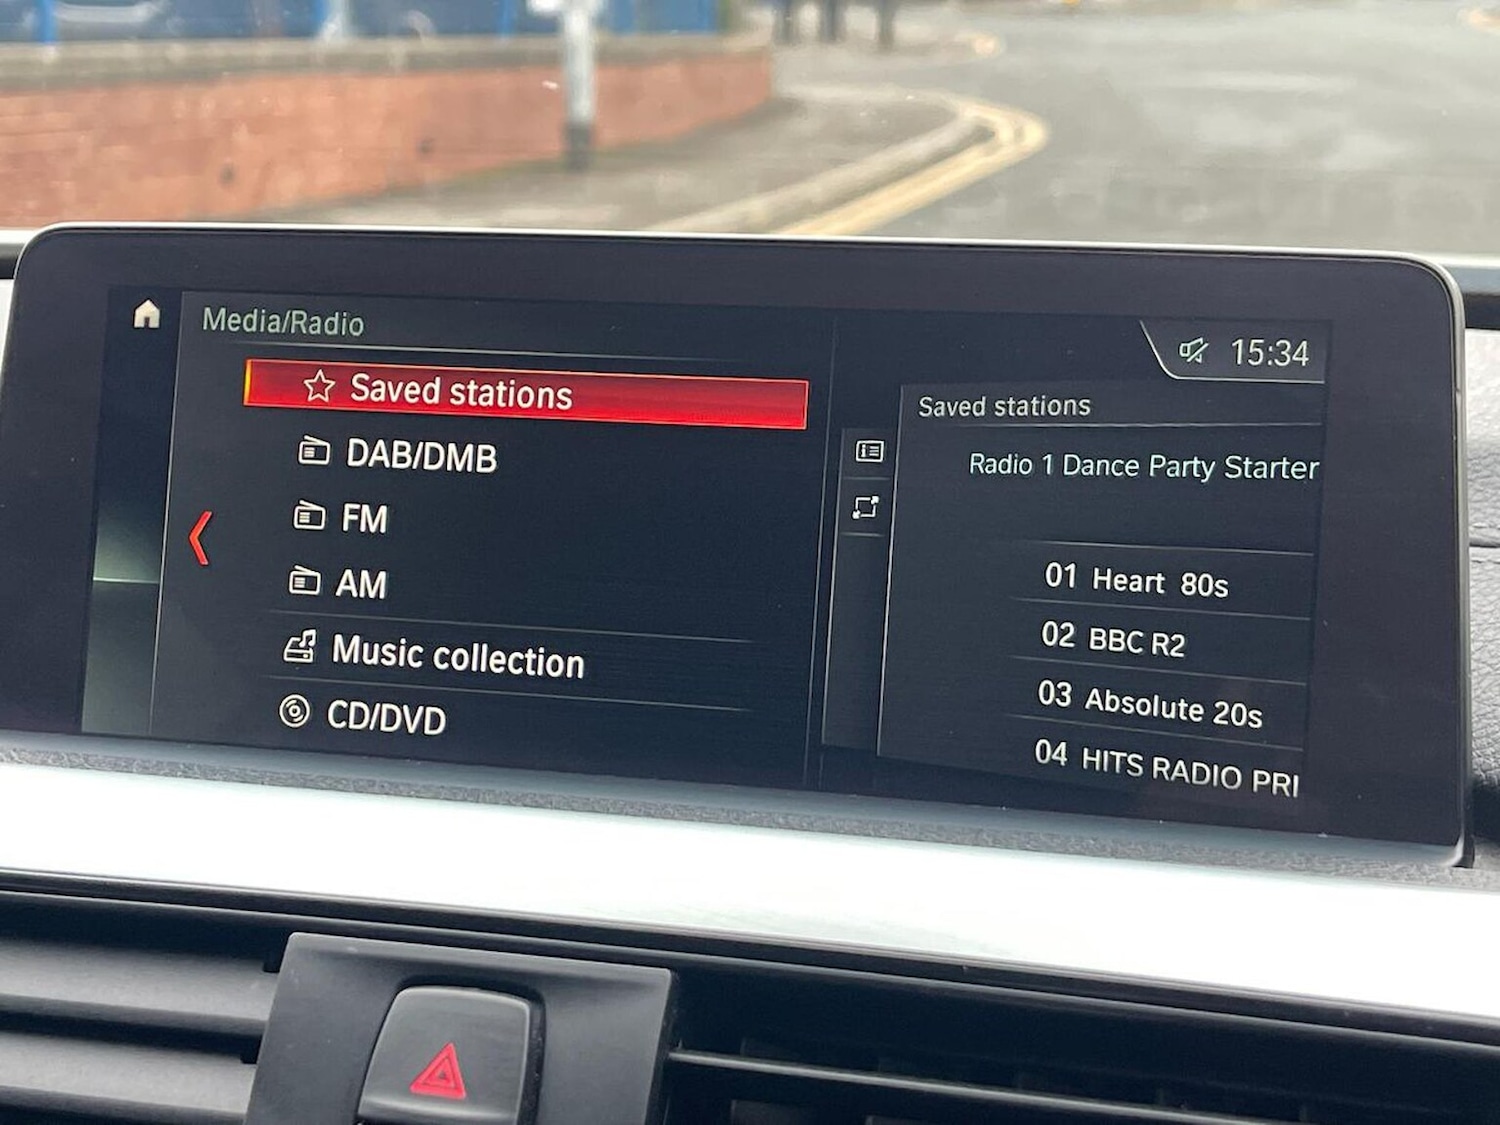 Media/Radio
15:34
Saved stations
DAB/DMB
FM
AM
Music collection
CD/DVD
Saved stations
Radio 1 Dance Party Starter
01 Heart 80s
02 BBC R2
03 Absolute 20s
04 HITS RADIO PRI